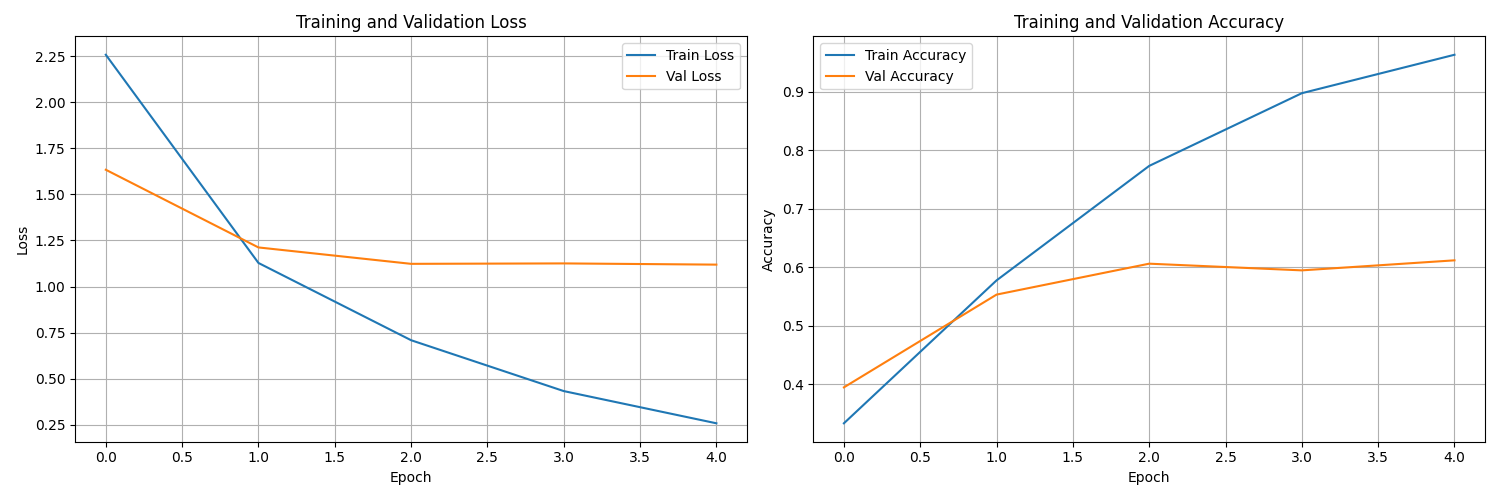 Training and Validation Loss
Train Loss
Val Loss
2.25
2.00
1.75
1.50
1.25
1.00
0.75
0.50
0.25
Loss
0.0 0.5 1.0 1.5 2.0 2.5 3.0 3.5 4.0
Epoch
Training and Validation Accuracy
Train Accuracy
Val Accuracy
0.9
0.8
0.7
0.6
0.5
0.4
Accuracy
0.0 0.5 1.0 1.5 2.0 2.5 3.0 3.5 4.0
Epoch